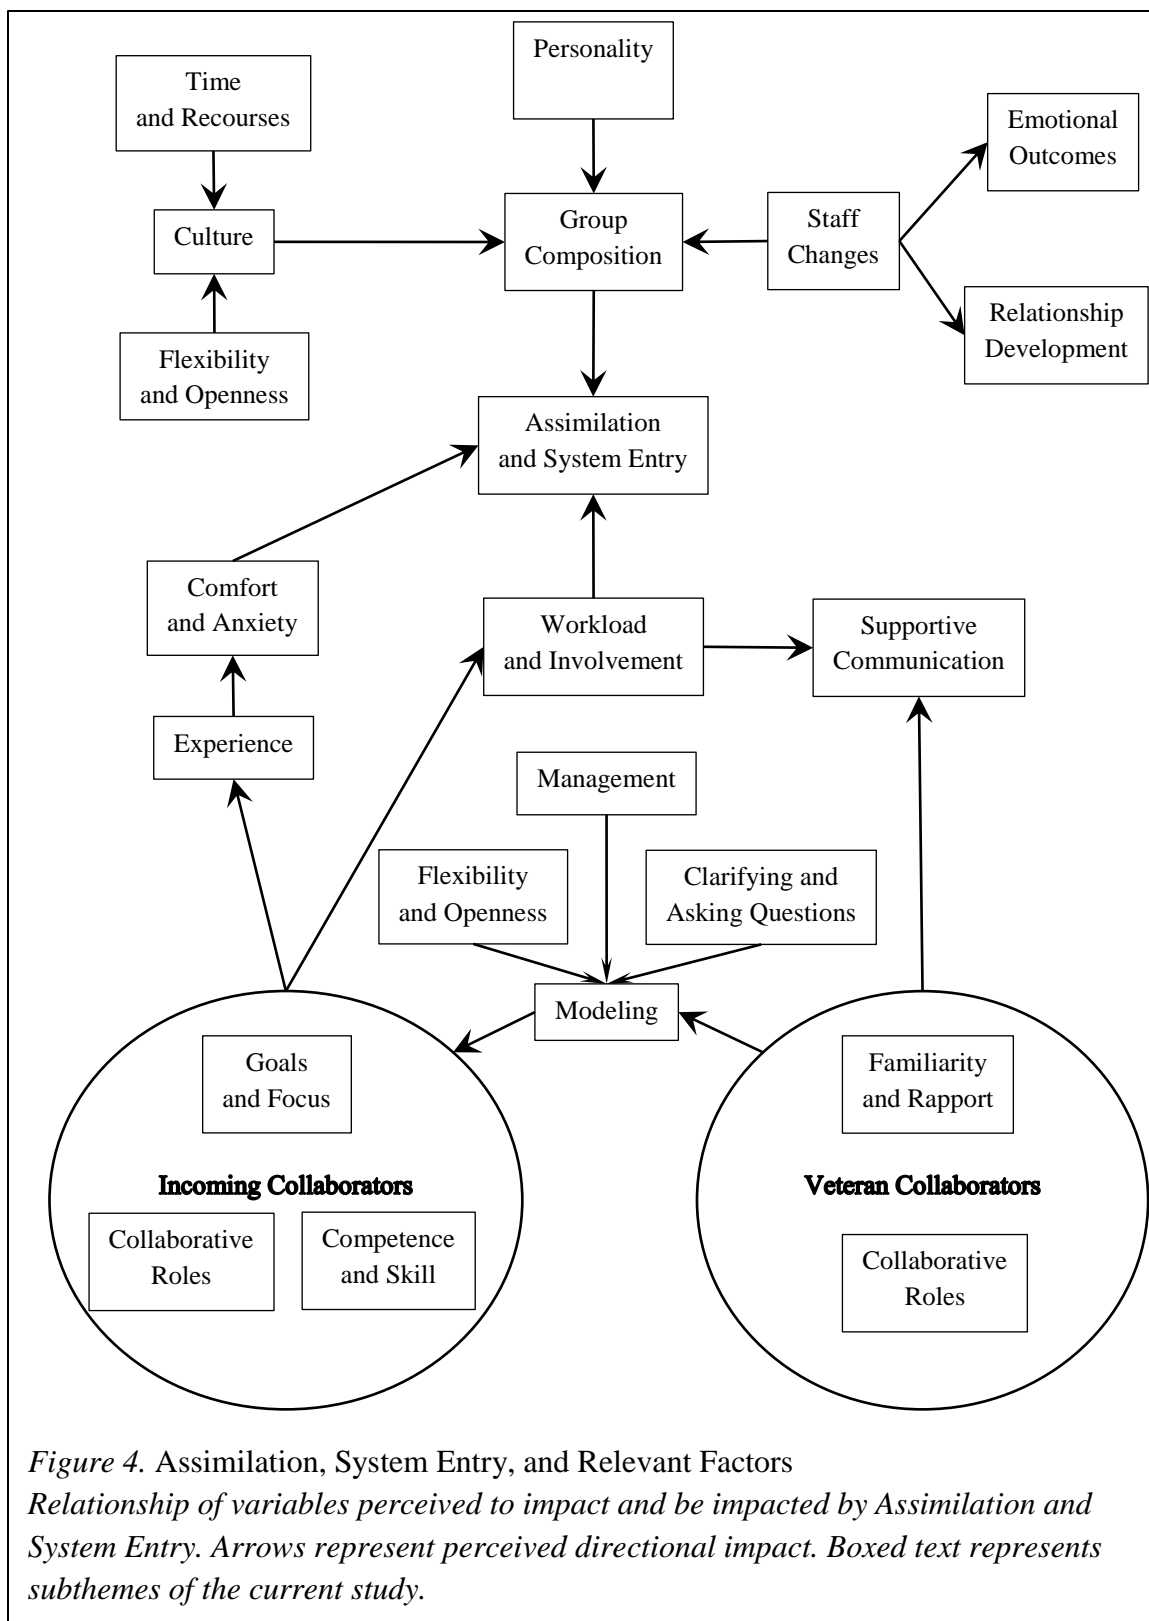 Personality
Time
and Recourses
Emotional
Outcomes
Culture
Group
Composition
Staff
Changes
Relationship
Development
Flexibility
and Openness
Assimilation
and System Entry
Comfort
and Anxiety
Workload
and Involvement
Supportive
Communication
Experience
Management
Flexibility
and Openness
Clarifying and
Asking Questions
Modeling
Goals
and Focus
Familiarity
and Rapport
Incoming Collaborators
Veteran Collaborators
Collaborative
Roles
Competence
and Skill
Collaborative
Roles
Figure 4. Assimilation, System Entry, and Relevant Factors
Relationship of variables perceived to impact and be impacted by Assimilation and
System Entry. Arrows represent perceived directional impact. Boxed text represents
subthemes of the current study.